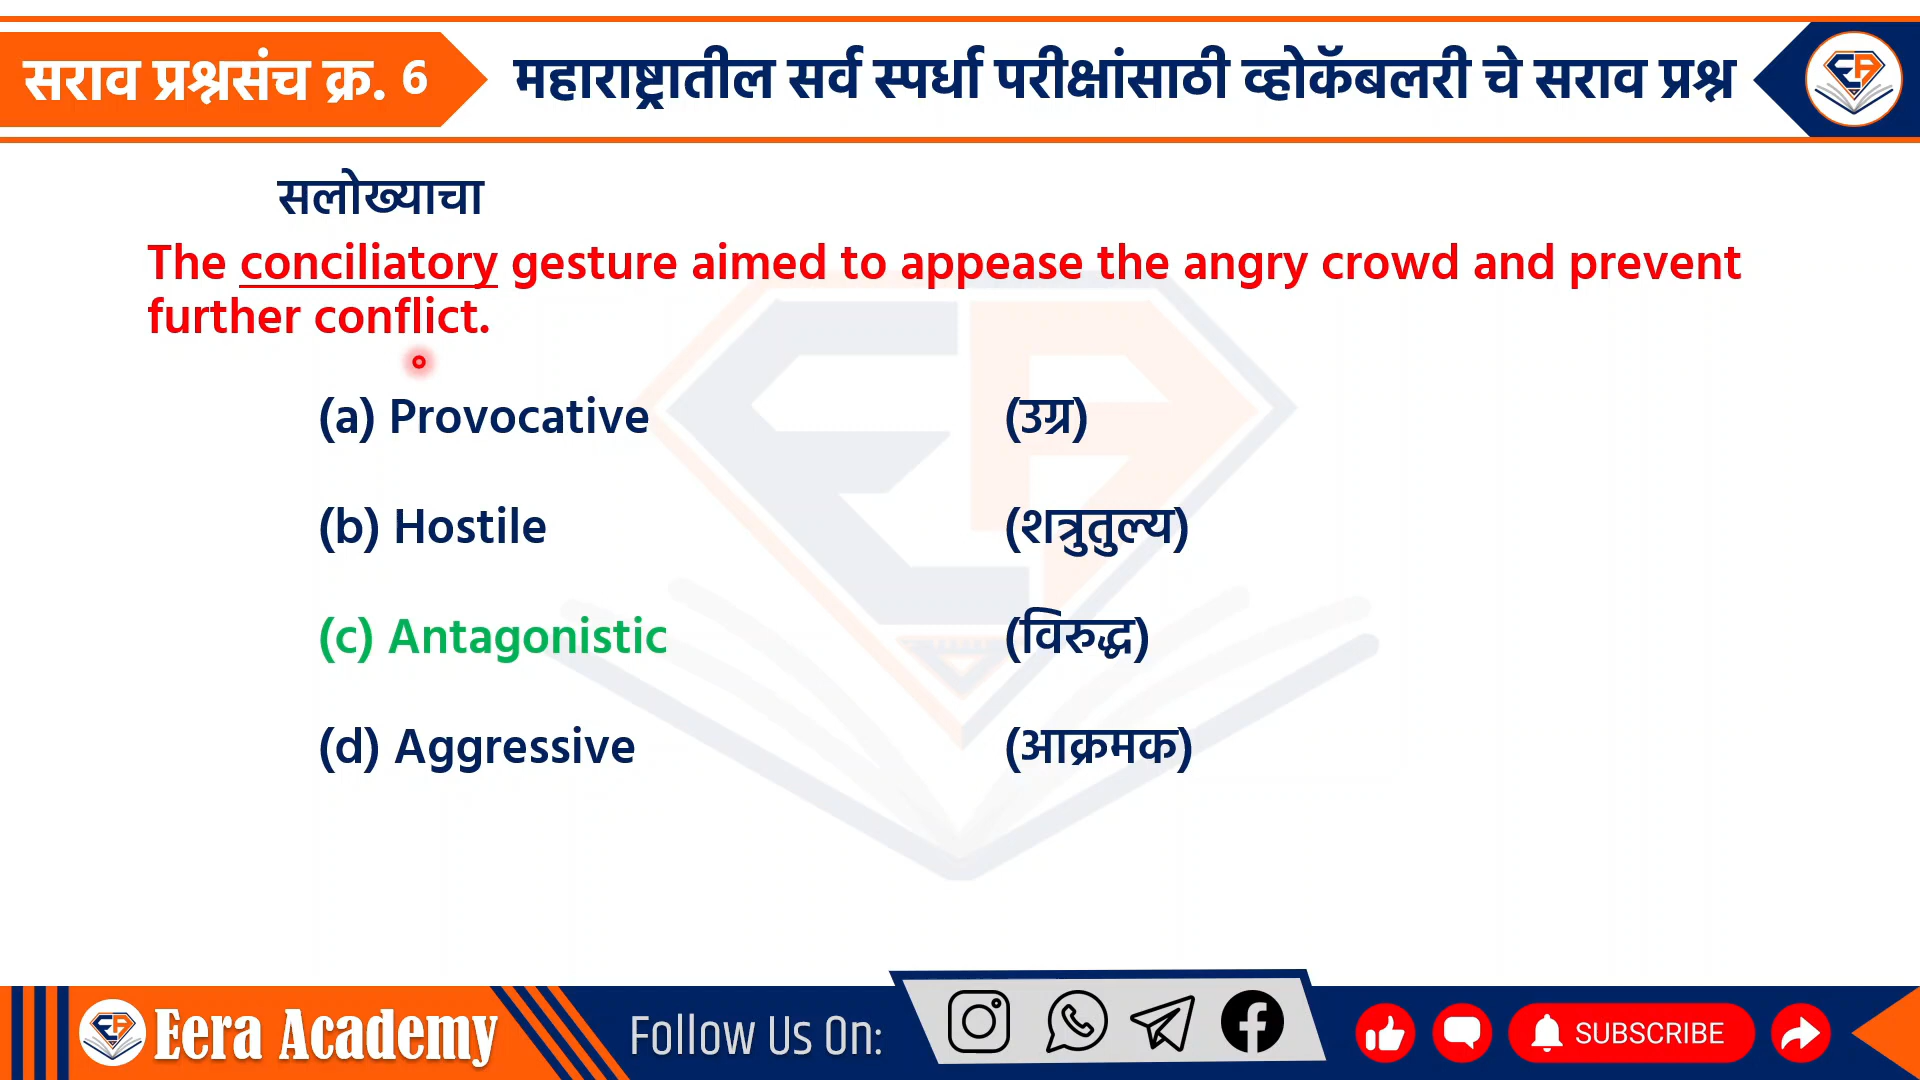 सराव प्रश्नसंच क्र. 6
महाराष्ट्रातील सर्व स्पर्धा परीक्षांसाठी व्होकॅबलरी चे सराव प्रश्न
सलोख्याचा
The conciliatory gesture aimed to appease the angry crowd and prevent
further conflict.
(a) Provocative (उग्र)
(b) Hostile (शत्रुतुल्य)
(c) Antagonistic (विरुद्ध)
(d) Aggressive (आक्रमक)
Eera Academy
Follow Us On:
SUBSCRIBE